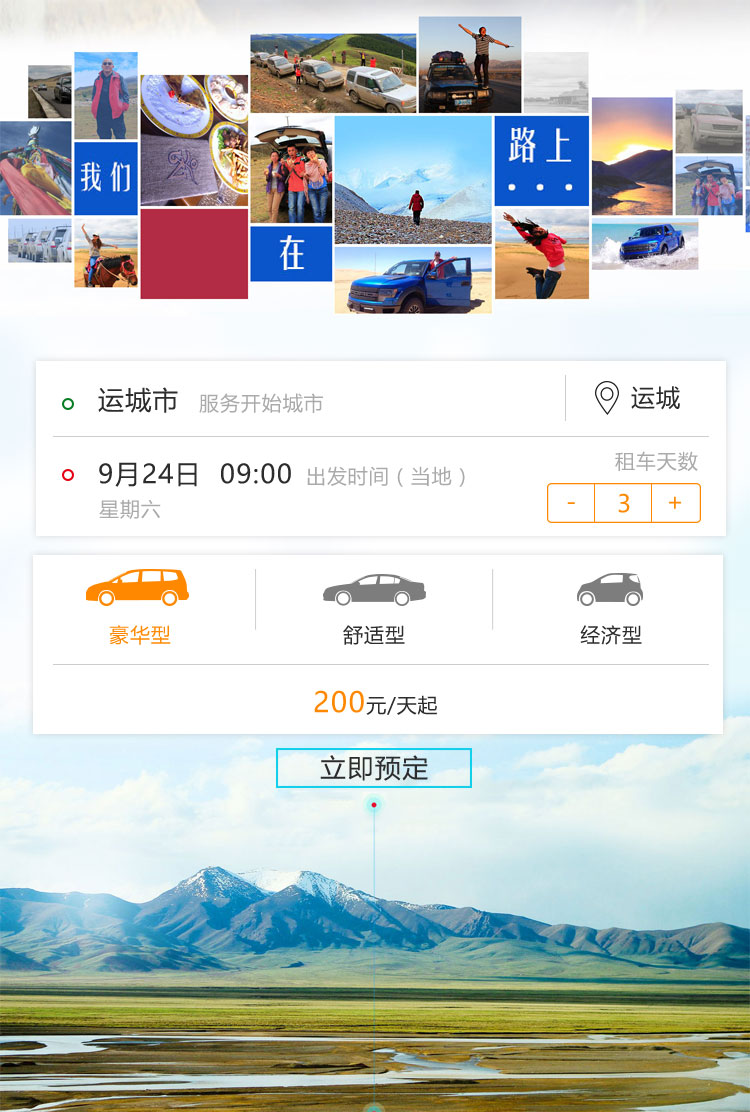 我们
在
路上
...
运城市 服务开始城市 运城
9月24日 09:00 出发时间(当地)
星期六
租车天数
- 3 +
豪华型 舒适型 经济型
200元/天起
立即预定